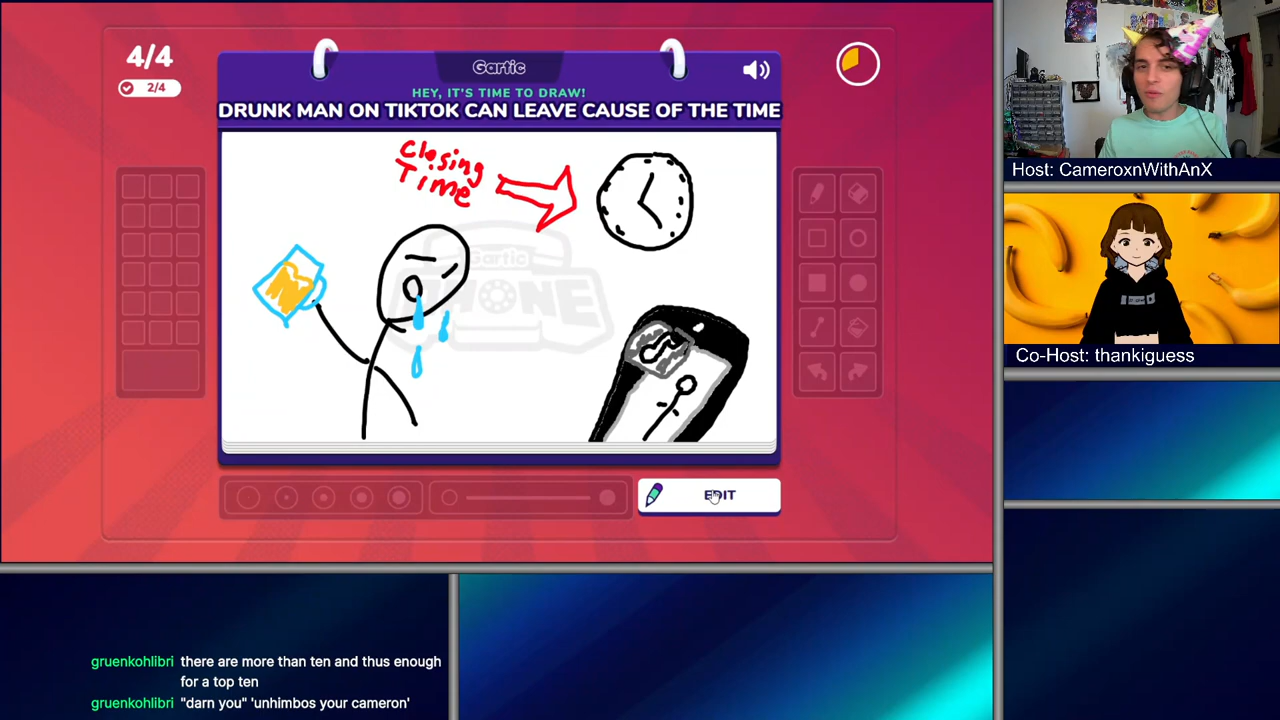 4/4
2/4
Gartic
HEY, IT'S TIME TO DRAW!
DRUNK MAN ON TIKTOK CAN LEAVE CAUSE OF THE TIME
Closing
Time
Gartic
PHONE
EDIT
Host: CameroxnWithAnX
Co-Host: thankiguess
gruenkohlibri there are more than ten and thus enough
for a top ten
gruenkohlibri "darn you" 'unhimbos your cameron'